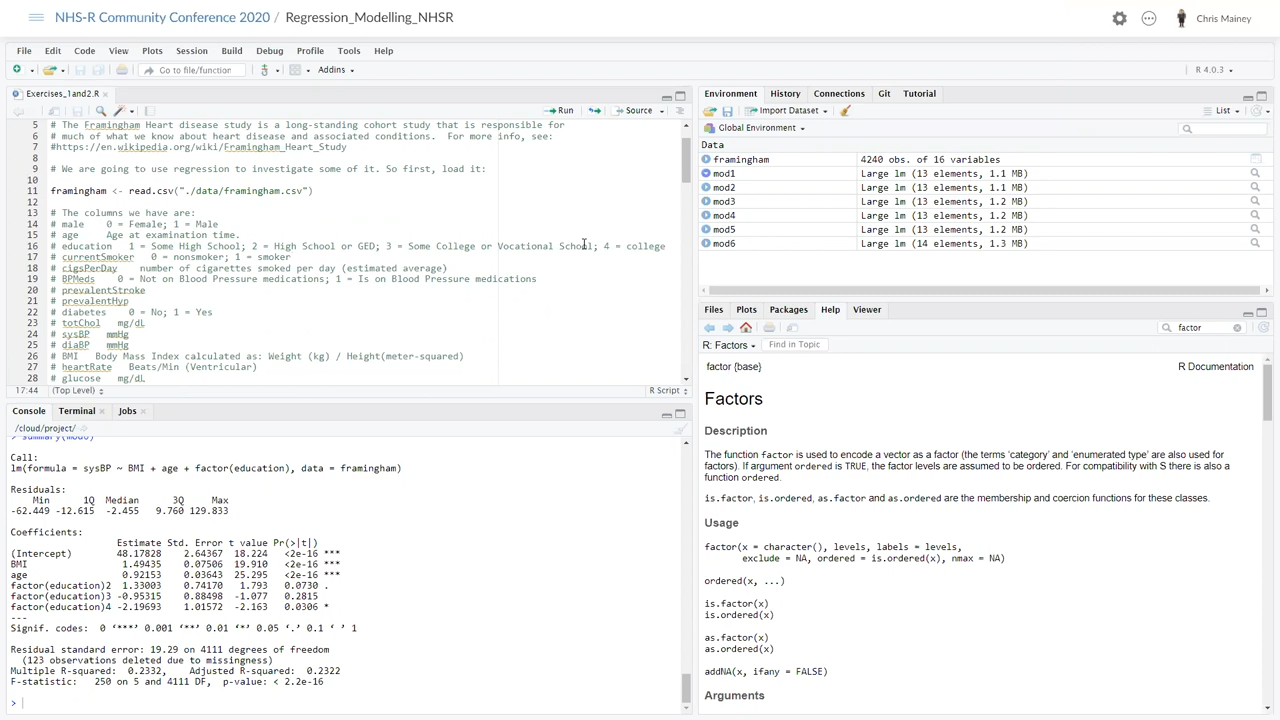 NHS-R Community Conference 2020 / Regression_Modelling_NHSR
Chris Mainey
File Edit Code View Plots Session Build Debug Profile Tools Help
Go to file/function Addins R 4.0.3
Exercises_1and2.R
Run Source
5 # The Framingham Heart disease study is a long-standing cohort study that is responsible for
6 # much of what we know about heart disease and associated conditions. For more info, see:
7 #https://en.wikipedia.org/wiki/Framingham_Heart_Study
8
9 # We are going to use regression to investigate some of it. So first, load it:
10
11 framingham <- read.csv("./data/framingham.csv")
12
13 # The columns we have are:
14 # male 0 = Female; 1 = Male
15 # age Age at examination time.
16 # education 1 = Some High School; 2 = High School or GED; 3 = Some College or Vocational School; 4 = college
17 # currentSmoker 0 = nonsmoker; 1 = smoker
18 # cigsPerDay number of cigarettes smoked per day (estimated average)
19 # BPMeds 0 = Not on Blood Pressure medications; 1 = Is on Blood Pressure medications
20 # prevalentStroke
21 # prevalentHyp
22 # diabetes 0 = No; 1 = Yes
23 # totChol mg/dL
24 # sysBP mmHg
25 # diaBP mmHg
26 # BMI Body Mass Index calculated as: Weight (kg) / Height(meter-squared)
27 # heartRate Beats/Min (Ventricular)
28 # glucose mg/dL
17:44 (Top Level) R Script
Console Terminal Jobs
/cloud/project/
> summary(mod6)
Call:
lm(formula = sysBP ~ BMI + age + factor(education), data = framingham)
Residuals:
Min 1Q Median 3Q Max
-62.449 -12.615 -2.455 9.760 129.833
Coefficients:
Estimate Std. Error t value Pr(>|t|)
(Intercept) 48.17828 2.64367 18.224 <2e-16 ***
BMI 1.49435 0.07506 19.910 <2e-16 ***
age 0.92153 0.03643 25.295 <2e-16 ***
factor(education)2 1.33003 0.74170 1.793 0.0730 .
factor(education)3 -0.95315 0.88498 -1.077 0.2815
factor(education)4 -2.19693 1.01572 -2.163 0.0306 *
---
Signif. codes: 0 ‘***’ 0.001 ‘**’ 0.01 ‘*’ 0.05 ‘.’ 0.1 ‘ ’ 1
Residual standard error: 19.29 on 4111 degrees of freedom
(123 observations deleted due to missingness)
Multiple R-squared: 0.2332, Adjusted R-squared: 0.2322
F-statistic: 250 on 5 and 4111 DF, p-value: < 2.2e-16
>
Environment History Connections Git Tutorial
Import Dataset List
Global Environment
Data
framingham 4240 obs. of 16 variables
mod1 Large lm (13 elements, 1.1 MB)
mod2 Large lm (13 elements, 1.1 MB)
mod3 Large lm (13 elements, 1.2 MB)
mod4 Large lm (13 elements, 1.2 MB)
mod5 Large lm (13 elements, 1.2 MB)
mod6 Large lm (14 elements, 1.3 MB)
Files Plots Packages Help Viewer
factor
R: Factors Find in Topic
factor {base} R Documentation
Factors
Description
The function factor is used to encode a vector as a factor (the terms ‘category’ and ‘enumerated type’ are also used for
factors). If argument ordered is TRUE, the factor levels are assumed to be ordered. For compatibility with S there is also a
function ordered.
is.factor, is.ordered, as.factor and as.ordered are the membership and coercion functions for these classes.
Usage
factor(x = character(), levels, labels = levels,
exclude = NA, ordered = is.ordered(x), nmax = NA)
ordered(x, ...)
is.factor(x)
is.ordered(x)
as.factor(x)
as.ordered(x)
addNA(x, ifany = FALSE)
Arguments